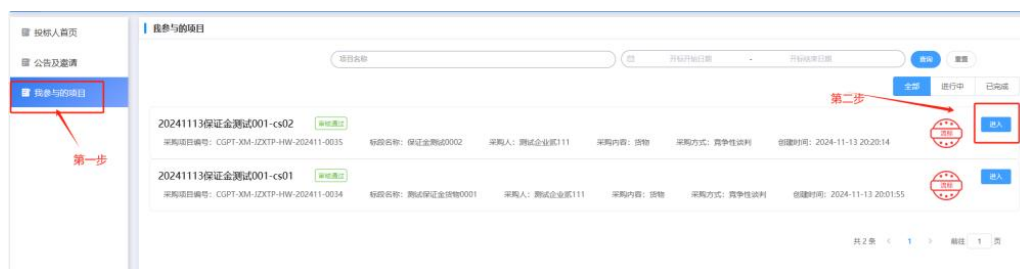 投标人首页
公告及邀请
我参与的项目
第一步
我参与的项目
项目名称 开标开始日期 - 开标结束日期 查询 重置
全部 进行中 已完成
第二步
20241113保证金测试001-cs02 审核通过
采购项目编号：CGPT-XM-JZXTP-HW-202411-0035 标段名称：保证金测试0002 采购人：测试企业贰111 采购内容：货物 采购方式：竞争性谈判 创建时间：2024-11-13 20:20:14
流标 进入
20241113保证金测试001-cs01 审核通过
采购项目编号：CGPT-XM-JZXTP-HW-202411-0034 标段名称：测试保证金货物0001 采购人：测试企业贰111 采购内容：货物 采购方式：竞争性谈判 创建时间：2024-11-13 20:01:55
流标 进入
共 2 条 < 1 > 前往 1 页